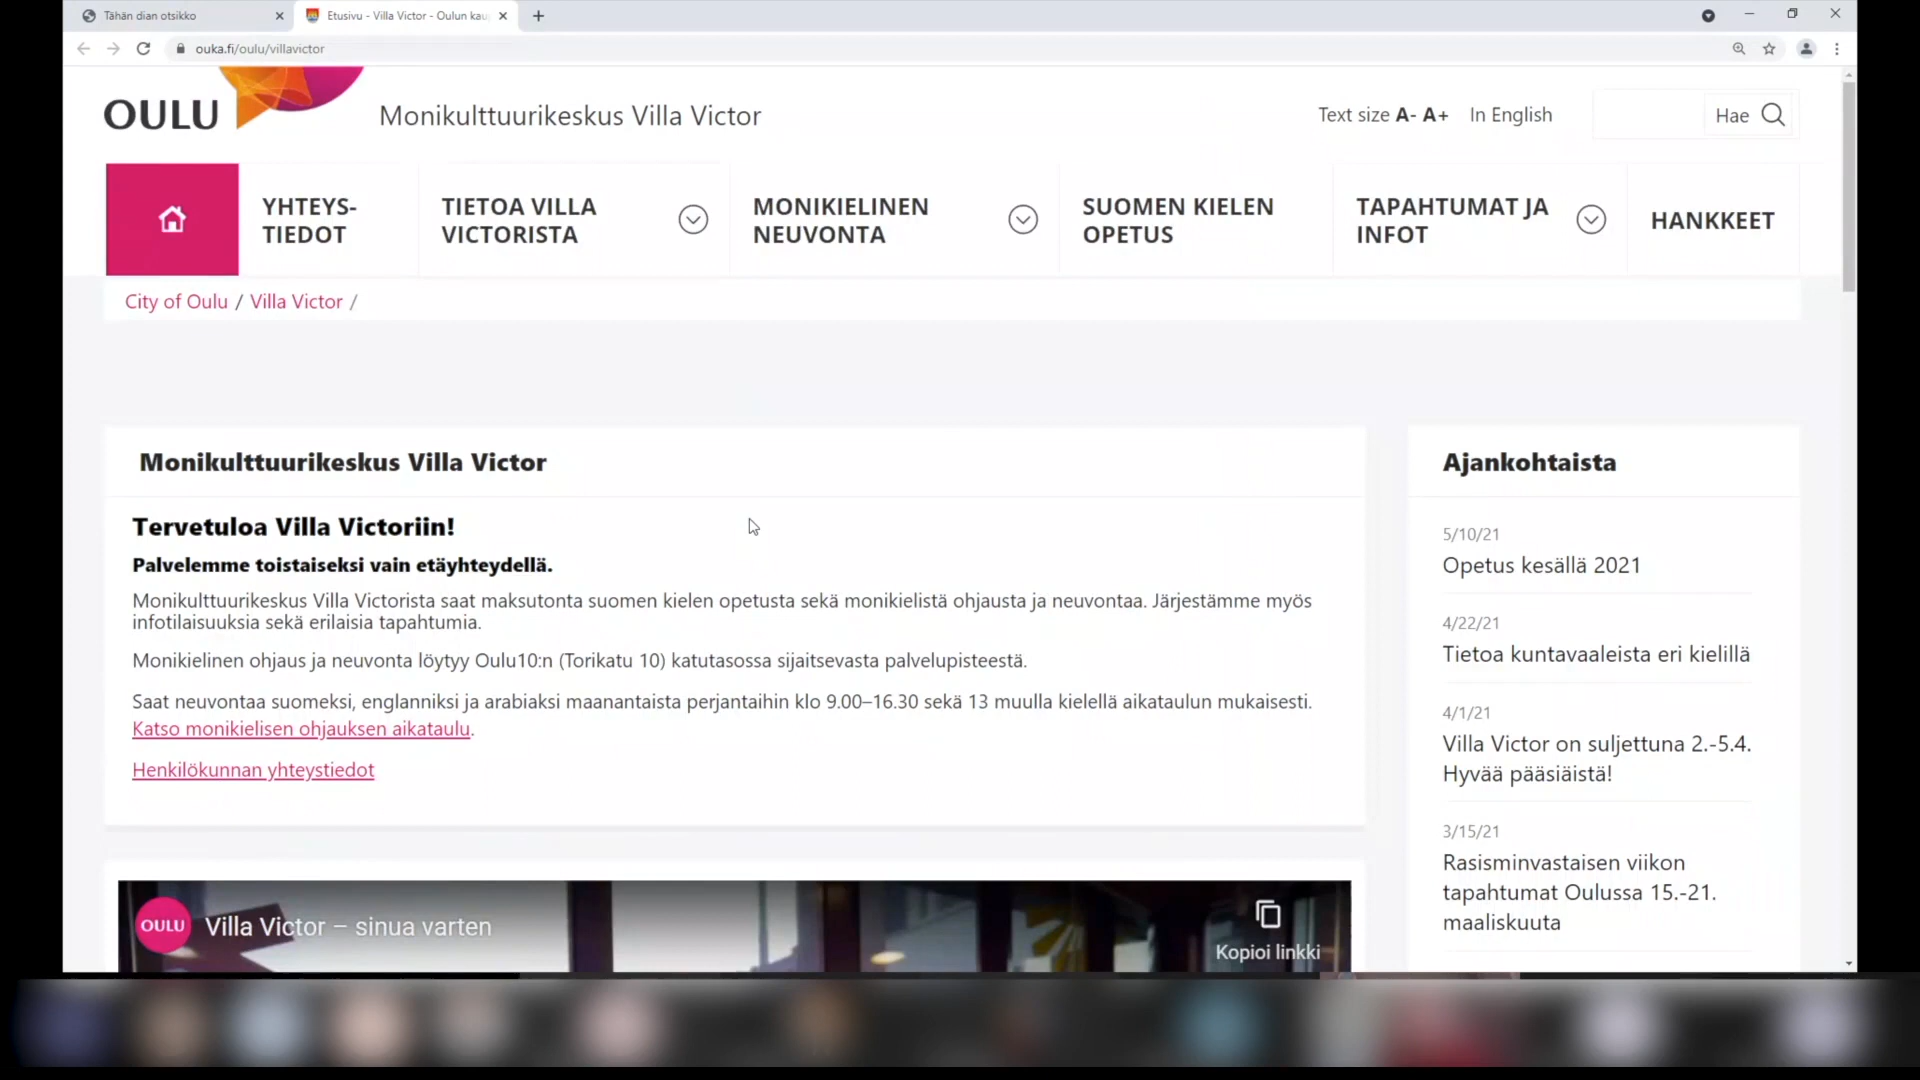 Tähän dian otsikko
Etusivu - Villa Victor - Oulun kau
ouka.fi/oulu/villavictor
OULU
Monikulttuurikeskus Villa Victor
Text size A- A+ In English
Hae
YHTEYS-
TIEDOT
TIETOA VILLA
VICTORISTA
MONIKIELINEN
NEUVONTA
SUOMEN KIELEN
OPETUS
TAPAHTUMAT JA
INFOT
HANKKEET
City of Oulu / Villa Victor /
Monikulttuurikeskus Villa Victor
Tervetuloa Villa Victoriin!
Palvelemme toistaiseksi vain etäyhteydellä.
Monikulttuurikeskus Villa Victorista saat maksutonta suomen kielen opetusta sekä monikielistä ohjausta ja neuvontaa. Järjestämme myös
infotilaisuuksia sekä erilaisia tapahtumia.
Monikielinen ohjaus ja neuvonta löytyy Oulu10:n (Torikatu 10) katutasossa sijaitsevasta palvelupisteestä.
Saat neuvontaa suomeksi, englanniksi ja arabiaksi maanantaista perjantaihin klo 9.00–16.30 sekä 13 muulla kielellä aikataulun mukaisesti.
Katso monikielisen ohjauksen aikataulu.
Henkilökunnan yhteystiedot
OULU
Villa Victor – sinua varten
Kopioi linkki
Ajankohtaista
5/10/21
Opetus kesällä 2021
4/22/21
Tietoa kuntavaaleista eri kielillä
4/1/21
Villa Victor on suljettuna 2.-5.4.
Hyvää pääsiäistä!
3/15/21
Rasisminvastaisen viikon
tapahtumat Oulussa 15.-21.
maaliskuuta